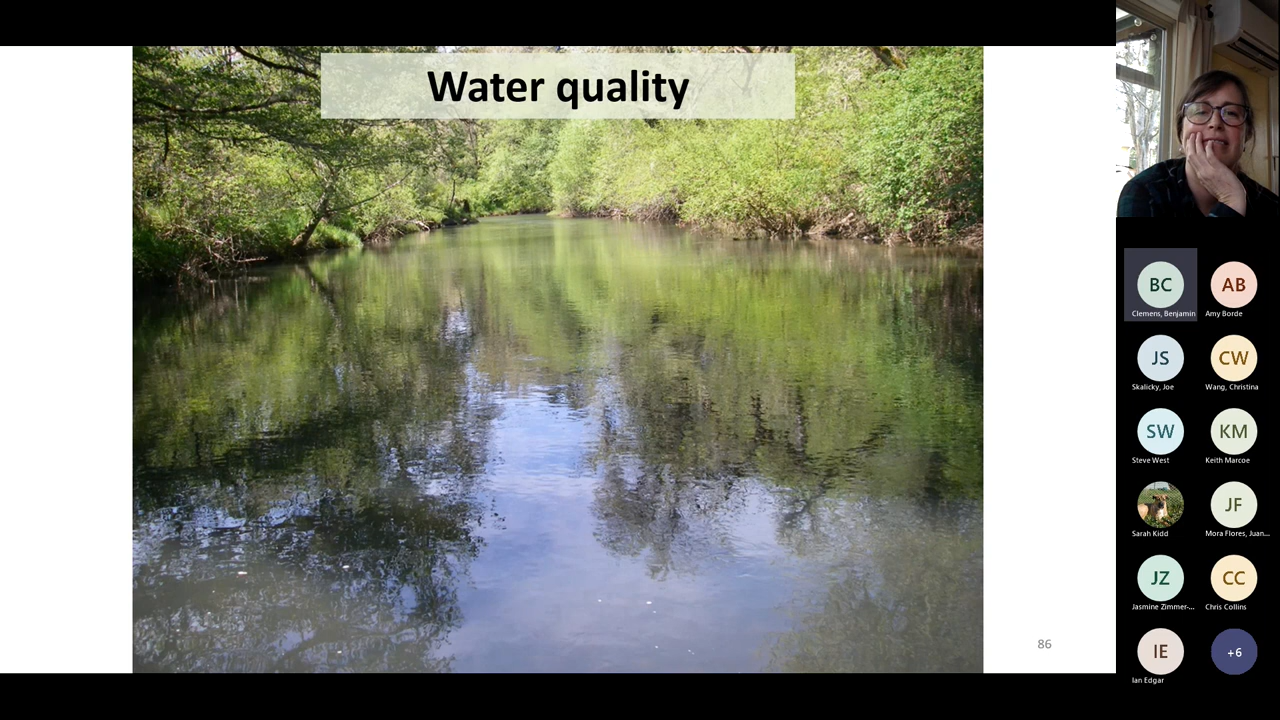 Water quality
86
BC
Clemens, Benjamin
AB
Amy Borde
JS
Skalicky, Joe
CW
Wang, Christina
SW
Steve West
KM
Keith Marcoe
Sarah Kidd
JF
Mora Flores, Juan...
JZ
Jasmine Zimmer-...
CC
Chris Collins
IE
Ian Edgar
+6